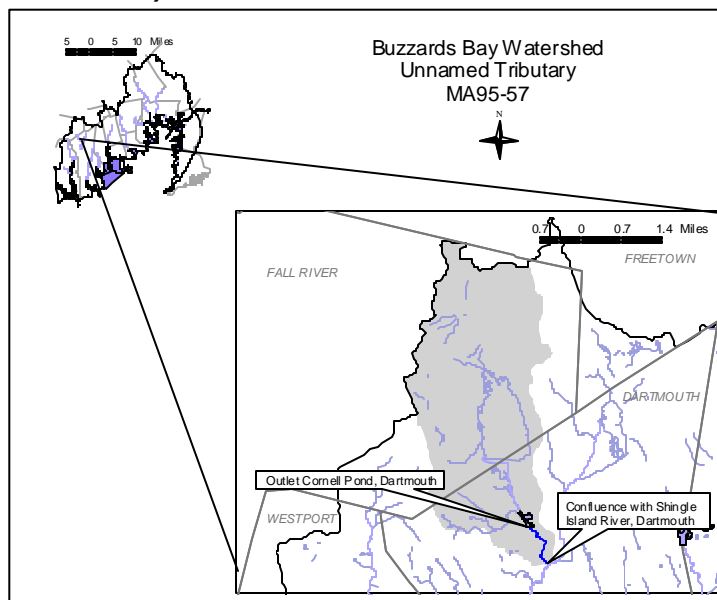 5 0 5 10 Miles
Buzzards Bay Watershed
Unnamed Tributary
MA95-57
N
0.7 0 0.7 1.4 Miles
FALL RIVER
FREETOWN
DARTMOUTH
Outlet Cornell Pond, Dartmouth
Confluence with Shingle
Island River, Dartmouth
WESTPORT